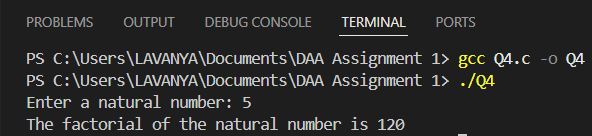 PROBLEMS OUTPUT DEBUG CONSOLE TERMINAL PORTS
PS C:\Users\LAVANYA\Documents\DAA Assignment 1> gcc Q4.c -o Q4
PS C:\Users\LAVANYA\Documents\DAA Assignment 1> ./Q4
Enter a natural number: 5
The factorial of the natural number is 120